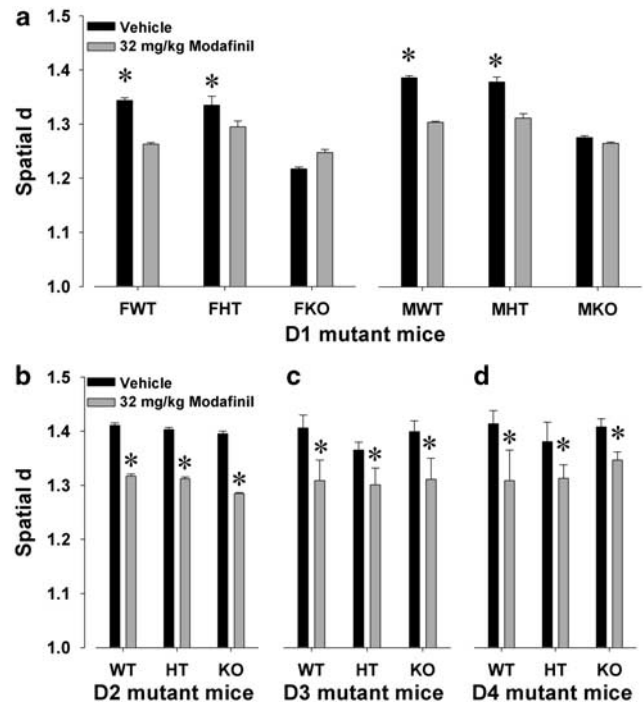 a
Vehicle
32 mg/kg Modafinil
Spatial d
1.5
1.4
1.3
1.2
1.1
1.0
* * * *
FWT FHT FKO MWT MHT MKO
D1 mutant mice
b c d
Vehicle
32 mg/kg Modafinil
Spatial d
1.5
1.4
1.3
1.2
1.1
1.0
* * * * * * * * *
WT HT KO WT HT KO WT HT KO
D2 mutant mice D3 mutant mice D4 mutant mice